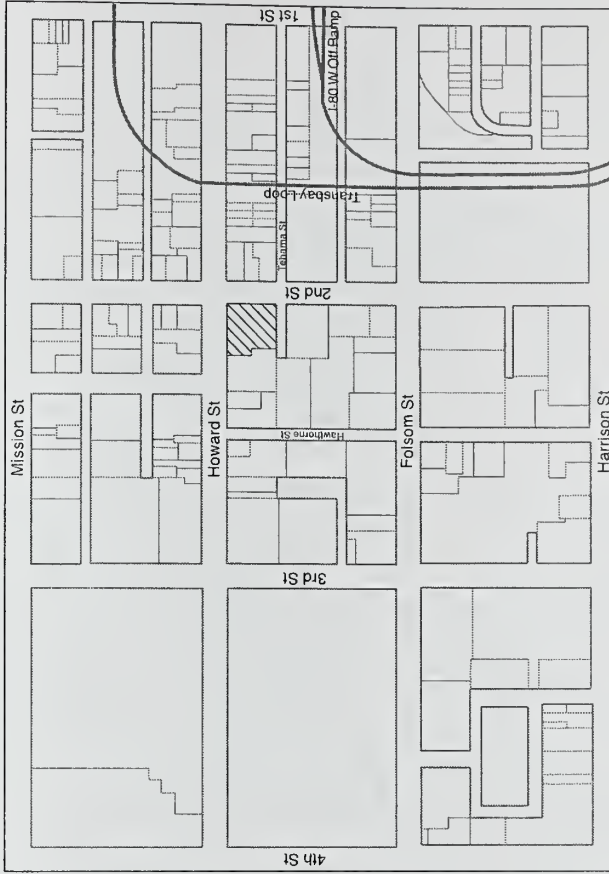 1st St
I-80 W Off Ramp
Transbay Loop
Tehama St
2nd St
Mission St
Howard St
Hawthorne St
Folsom St
Harrison St
3rd St
4th St